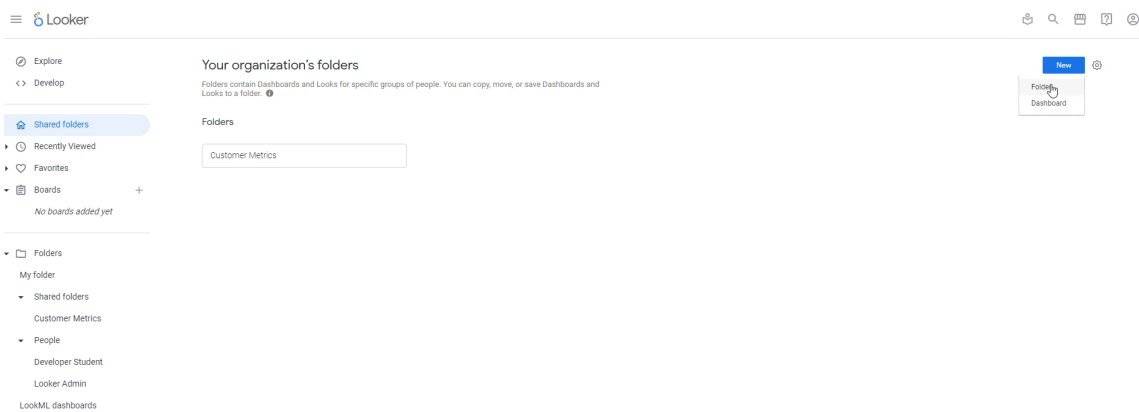 Looker
Explore
Develop
Shared folders
Recently Viewed
Favorites
Boards
No boards added yet
Folders
My folder
Shared folders
Customer Metrics
People
Developer Student
Looker Admin
LookML dashboards
Your organization's folders
Folders contain Dashboards and Looks for specific groups of people. You can copy, move, or save Dashboards and
Looks to a folder.
Folders
Customer Metrics
New
Folder
Dashboard